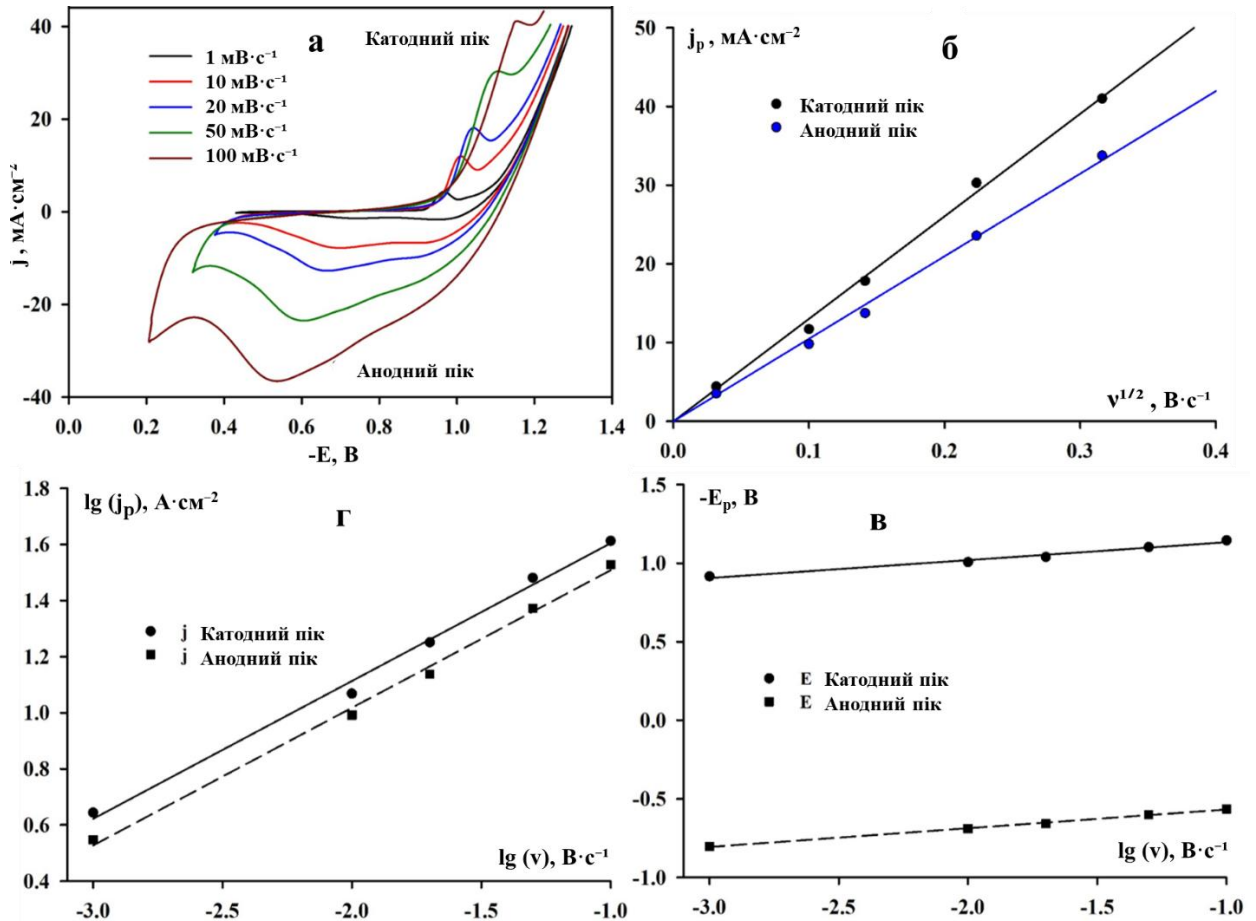 а
Катодний пік
1 мВ·с⁻¹
10 мВ·с⁻¹
20 мВ·с⁻¹
50 мВ·с⁻¹
100 мВ·с⁻¹
Анодний пік
j , мА·см⁻²
40
20
0
-20
-40
0.0 0.2 0.4 0.6 0.8 1.0 1.2 1.4
-E, В
jₚ , мА·см⁻²
б
Катодний пік
Анодний пік
ν¹ᐟ² , В·с⁻¹
50
40
30
20
10
0
0.0 0.1 0.2 0.3 0.4
lg (jₚ), А·см⁻²
г
j Катодний пік
j Анодний пік
lg (v), В·с⁻¹
1.8
1.6
1.4
1.2
1.0
0.8
0.6
0.4
-3.0 -2.5 -2.0 -1.5 -1.0
-Eₚ, В
в
E Катодний пік
E Анодний пік
lg (v), В·с⁻¹
1.5
1.0
0.5
0.0
-0.5
-1.0
-3.0 -2.5 -2.0 -1.5 -1.0